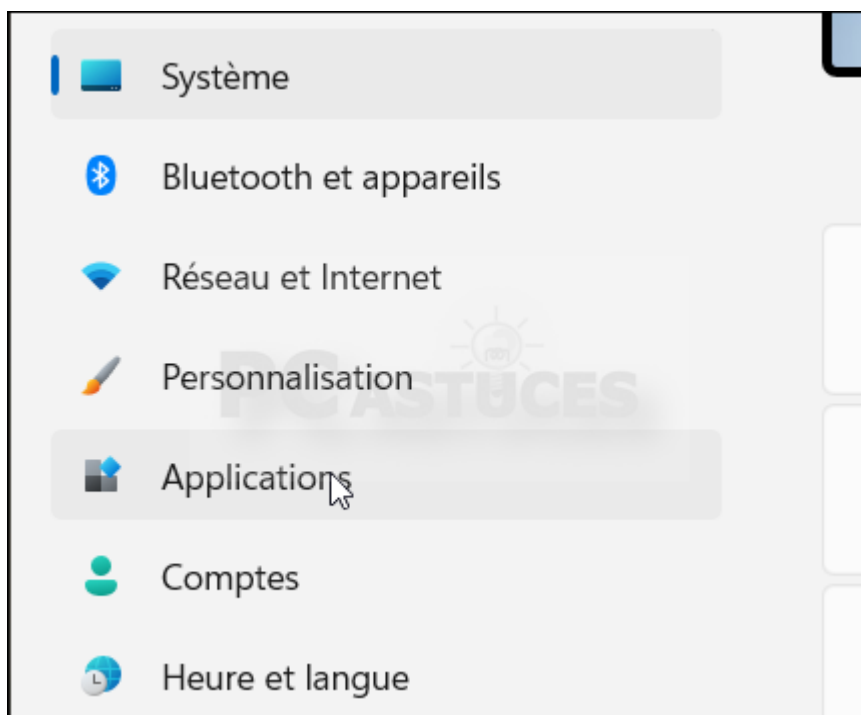 Système
Bluetooth et appareils
Réseau et Internet
Personnalisation
PC ASTUCES
Applications
Comptes
Heure et langue